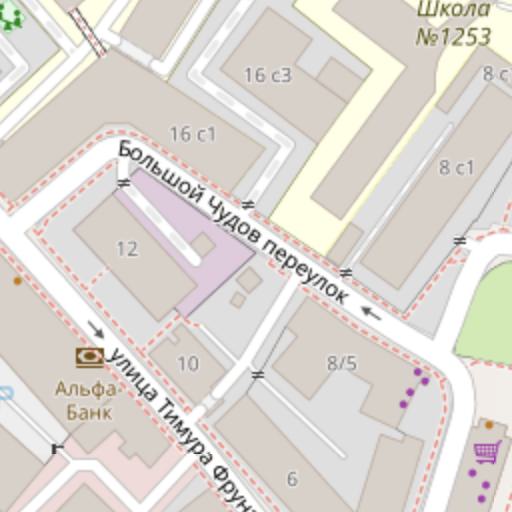 Школа
№1253
16 с3
8 с
16 с1
8 с1
Большой Чудов переулок
12
10
8/5
Альфа-
Банк
улица Тимура Фрун
6